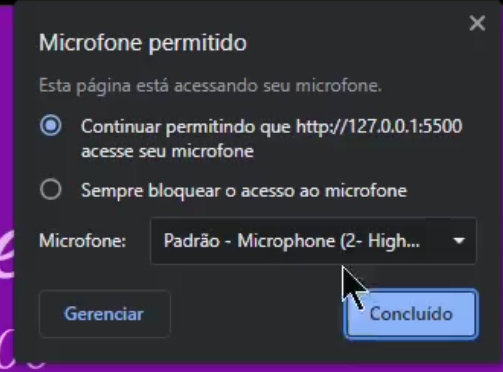 Microfone permitido
Esta página está acessando seu microfone.
Continuar permitindo que http://127.0.0.1:5500
acesse seu microfone
Sempre bloquear o acesso ao microfone
Microfone: Padrão - Microphone (2- High...
Gerenciar Concluído